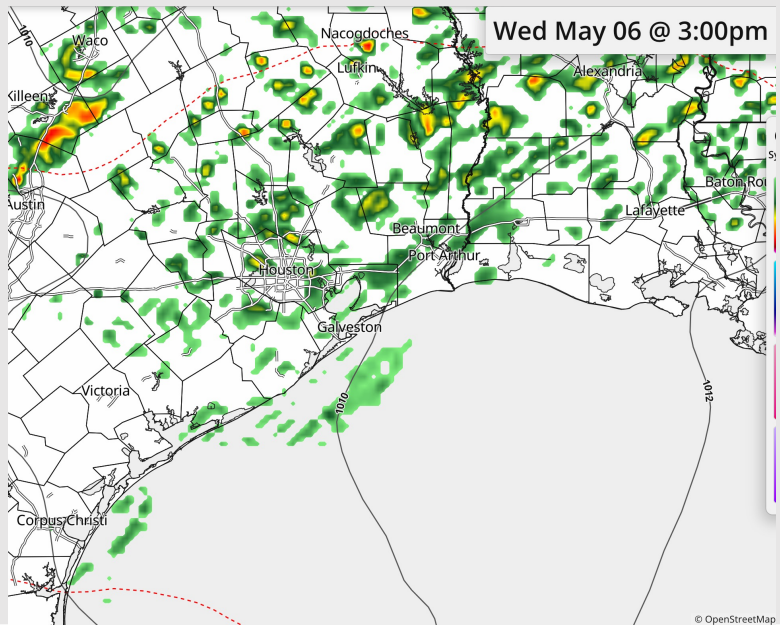 Wed May 06 @ 3:00pm
1010
Waco
Nacogdoches
Lufkin
Alexandria
Killeen
Austin
Baton Rou
Lafayette
Beaumont
Port Arthur
Houston
Galveston
Victoria
1010
1012
Corpus Christi
© OpenStreetMap